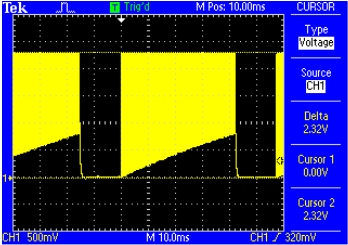 Tek T Trig'd M Pos: 10.00ms CURSOR
Type
Voltage
Source
CH1
Delta
2.32V
Cursor 1
0.00V
Cursor 2
2.32V
1
CH1 500mV M 10.0ms CH1 / 320mV